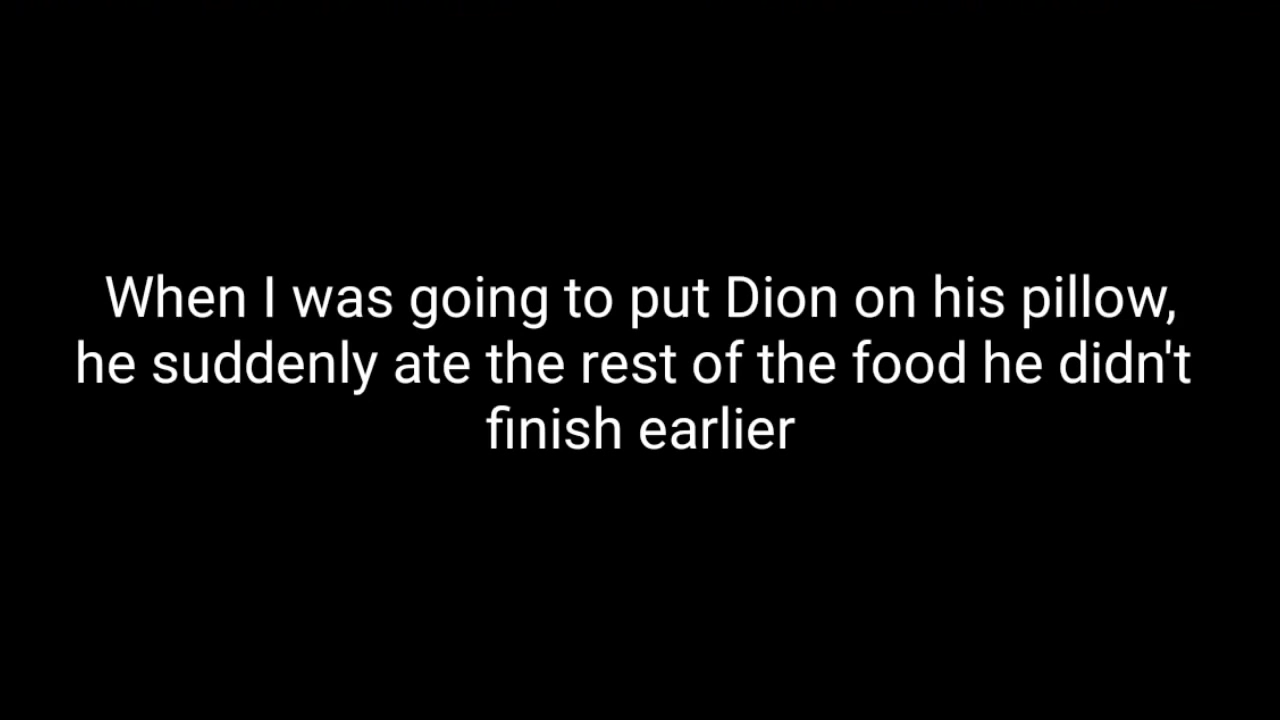 When I was going to put Dion on his pillow,
he suddenly ate the rest of the food he didn't
finish earlier